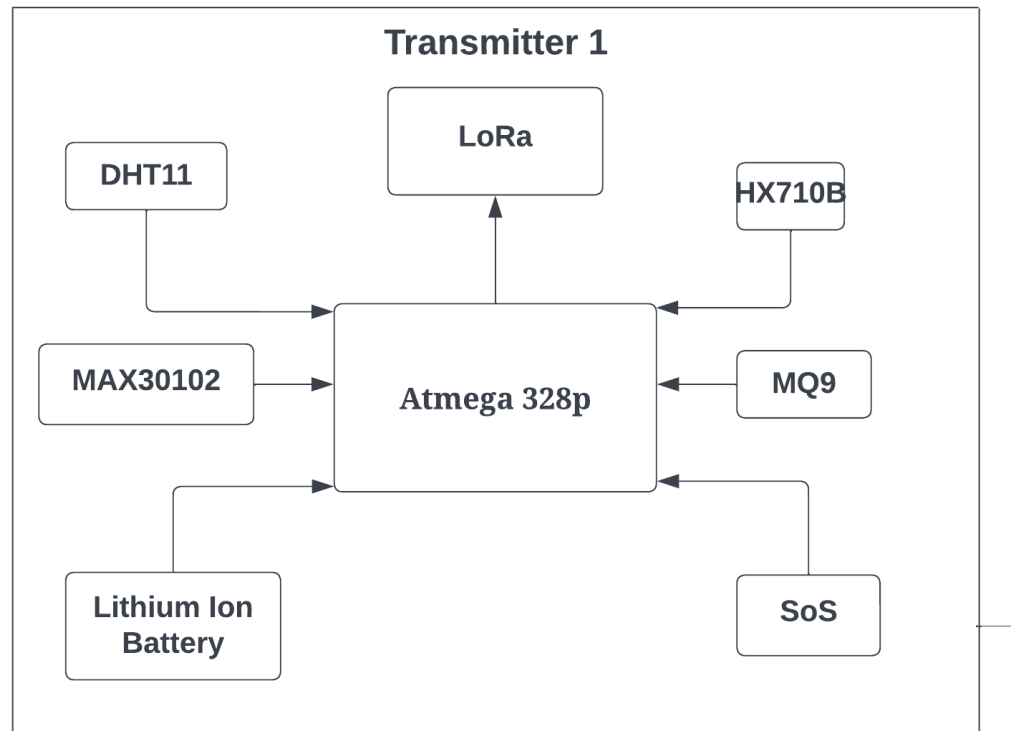 Transmitter 1
LoRa
DHT11
HX710B
MAX30102
Atmega 328p
MQ9
Lithium Ion
Battery
SoS